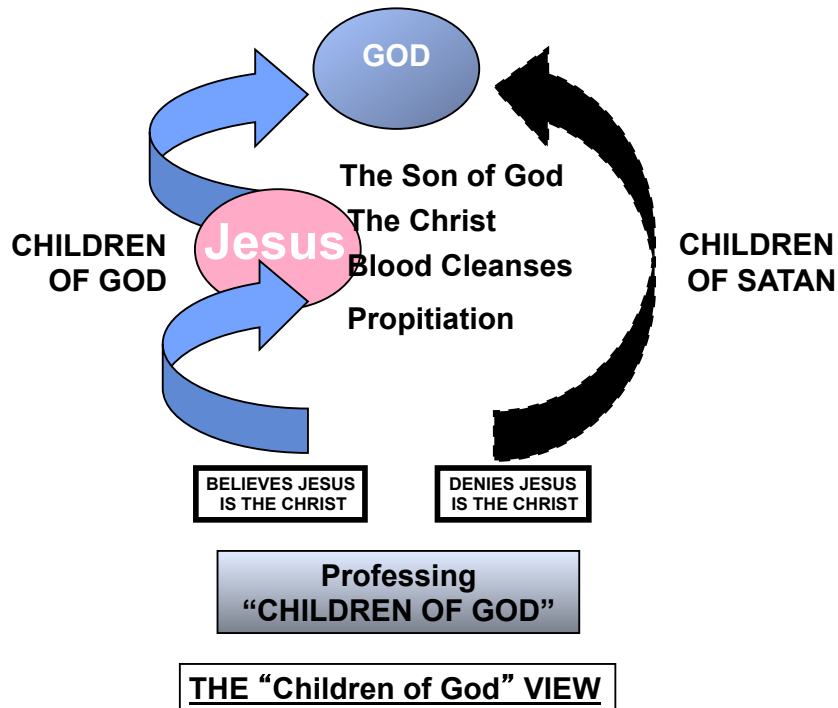 GOD
The Son of God
The Christ
Jesus
Blood Cleanses
Propitiation
CHILDREN
OF GOD
CHILDREN
OF SATAN
BELIEVES JESUS
IS THE CHRIST
DENIES JESUS
IS THE CHRIST
Professing
“CHILDREN OF GOD”
THE “Children of God” VIEW